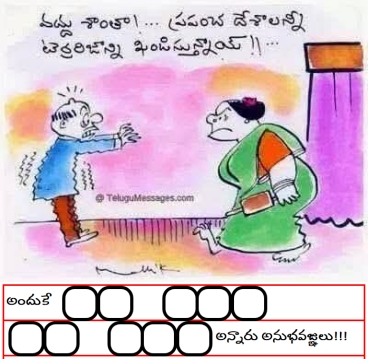 వద్దు శాంతా! ... ప్రపంచ దేశాలన్నీ
టెర్రరిజాన్ని ఖండిస్తున్నాయ్!! ...
@ TeluguMessages.com
అందుకే
అన్నారు అనుభవజ్ఞులు!!!